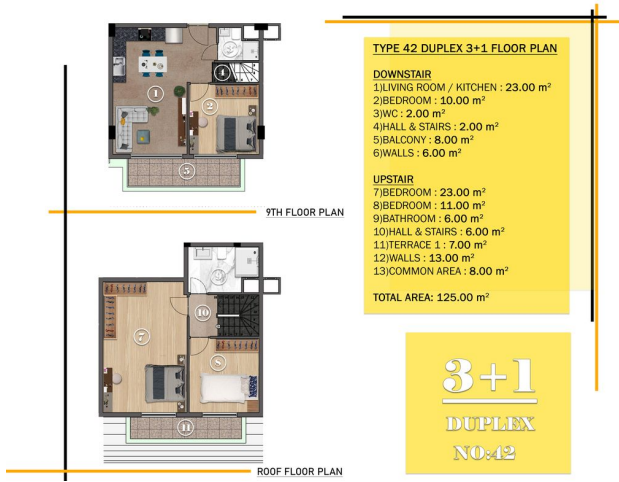 TYPE 42 DUPLEX 3+1 FLOOR PLAN
DOWNSTAIR
1)LIVING ROOM / KITCHEN : 23.00 m²
2)BEDROOM : 10.00 m²
3)WC : 2.00 m²
4)HALL & STAIRS : 2.00 m²
5)BALCONY : 8.00 m²
6)WALLS : 6.00 m²
UPSTAIR
7)BEDROOM : 23.00 m²
8)BEDROOM : 11.00 m²
9)BATHROOM : 6.00 m²
10)HALL & STAIRS : 6.00 m²
11)TERRACE 1 : 7.00 m²
12)WALLS : 13.00 m²
13)COMMON AREA : 8.00 m²
TOTAL AREA: 125.00 m²
3
4
1
2
5
9TH FLOOR PLAN
9
10
7
8
11
ROOF FLOOR PLAN
3+1
DUPLEX
NO:42